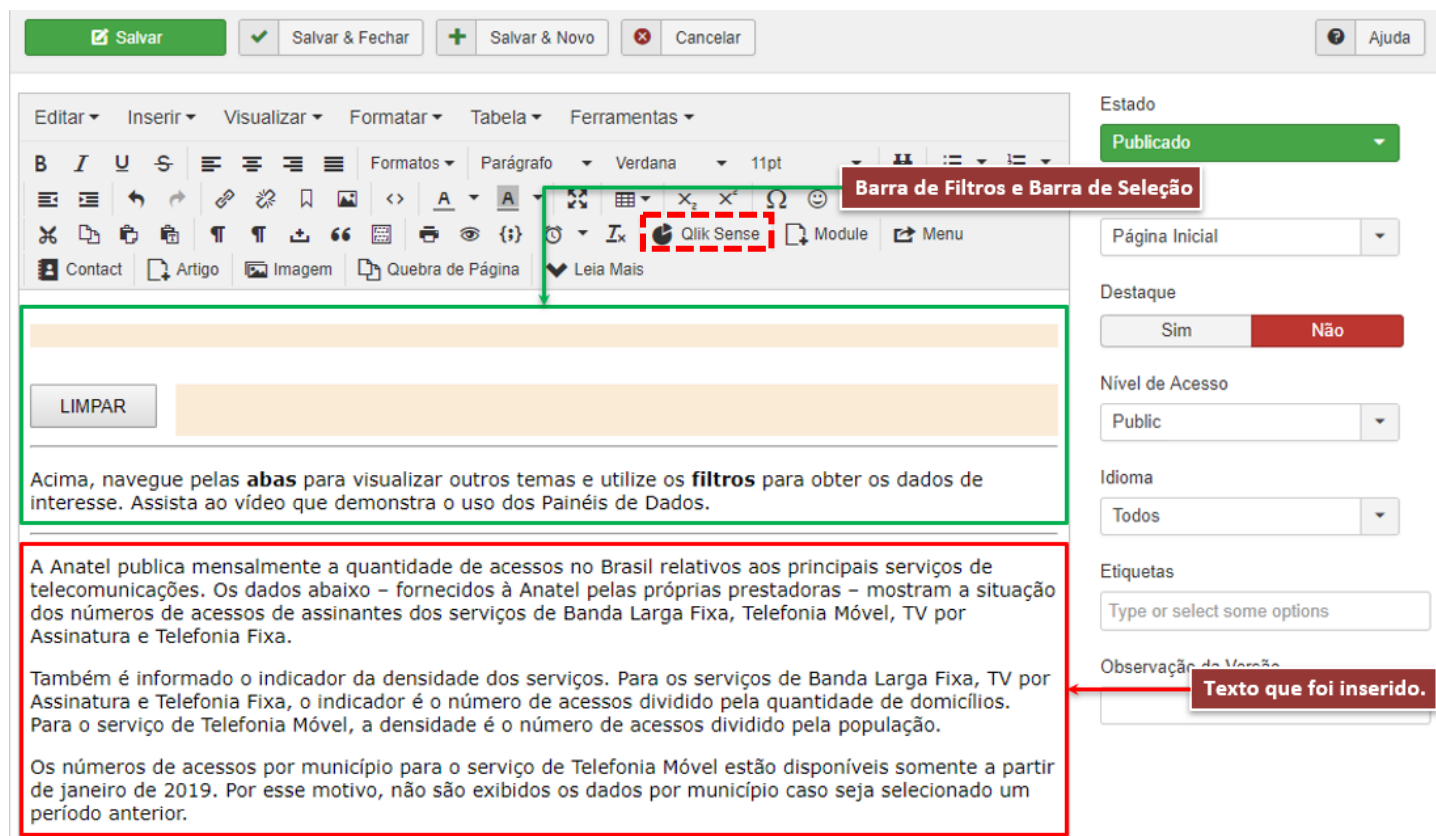 Salvar Salvar & Fechar Salvar & Novo Cancelar Ajuda
Editar Inserir Visualizar Formatar Tabela Ferramentas
B I U S Formatos Parágrafo Verdana 11pt
A A X₂ X² Ω
Barra de Filtros e Barra de Seleção
Qlik Sense Module Menu
Contact Artigo Imagem Quebra de Página Leia Mais
LIMPAR
Acima, navegue pelas abas para visualizar outros temas e utilize os filtros para obter os dados de
interesse. Assista ao vídeo que demonstra o uso dos Painéis de Dados.
A Anatel publica mensalmente a quantidade de acessos no Brasil relativos aos principais serviços de
telecomunicações. Os dados abaixo – fornecidos à Anatel pelas próprias prestadoras – mostram a situação
dos números de acessos de assinantes dos serviços de Banda Larga Fixa, Telefonia Móvel, TV por
Assinatura e Telefonia Fixa.
Também é informado o indicador da densidade dos serviços. Para os serviços de Banda Larga Fixa, TV por
Assinatura e Telefonia Fixa, o indicador é o número de acessos dividido pela quantidade de domicílios.
Para o serviço de Telefonia Móvel, a densidade é o número de acessos dividido pela população.
Os números de acessos por município para o serviço de Telefonia Móvel estão disponíveis somente a partir
de janeiro de 2019. Por esse motivo, não são exibidos os dados por município caso seja selecionado um
período anterior.
Estado
Publicado
Página Inicial
Destaque
Sim Não
Nível de Acesso
Public
Idioma
Todos
Etiquetas
Type or select some options
Observação da Versão
Texto que foi inserido.